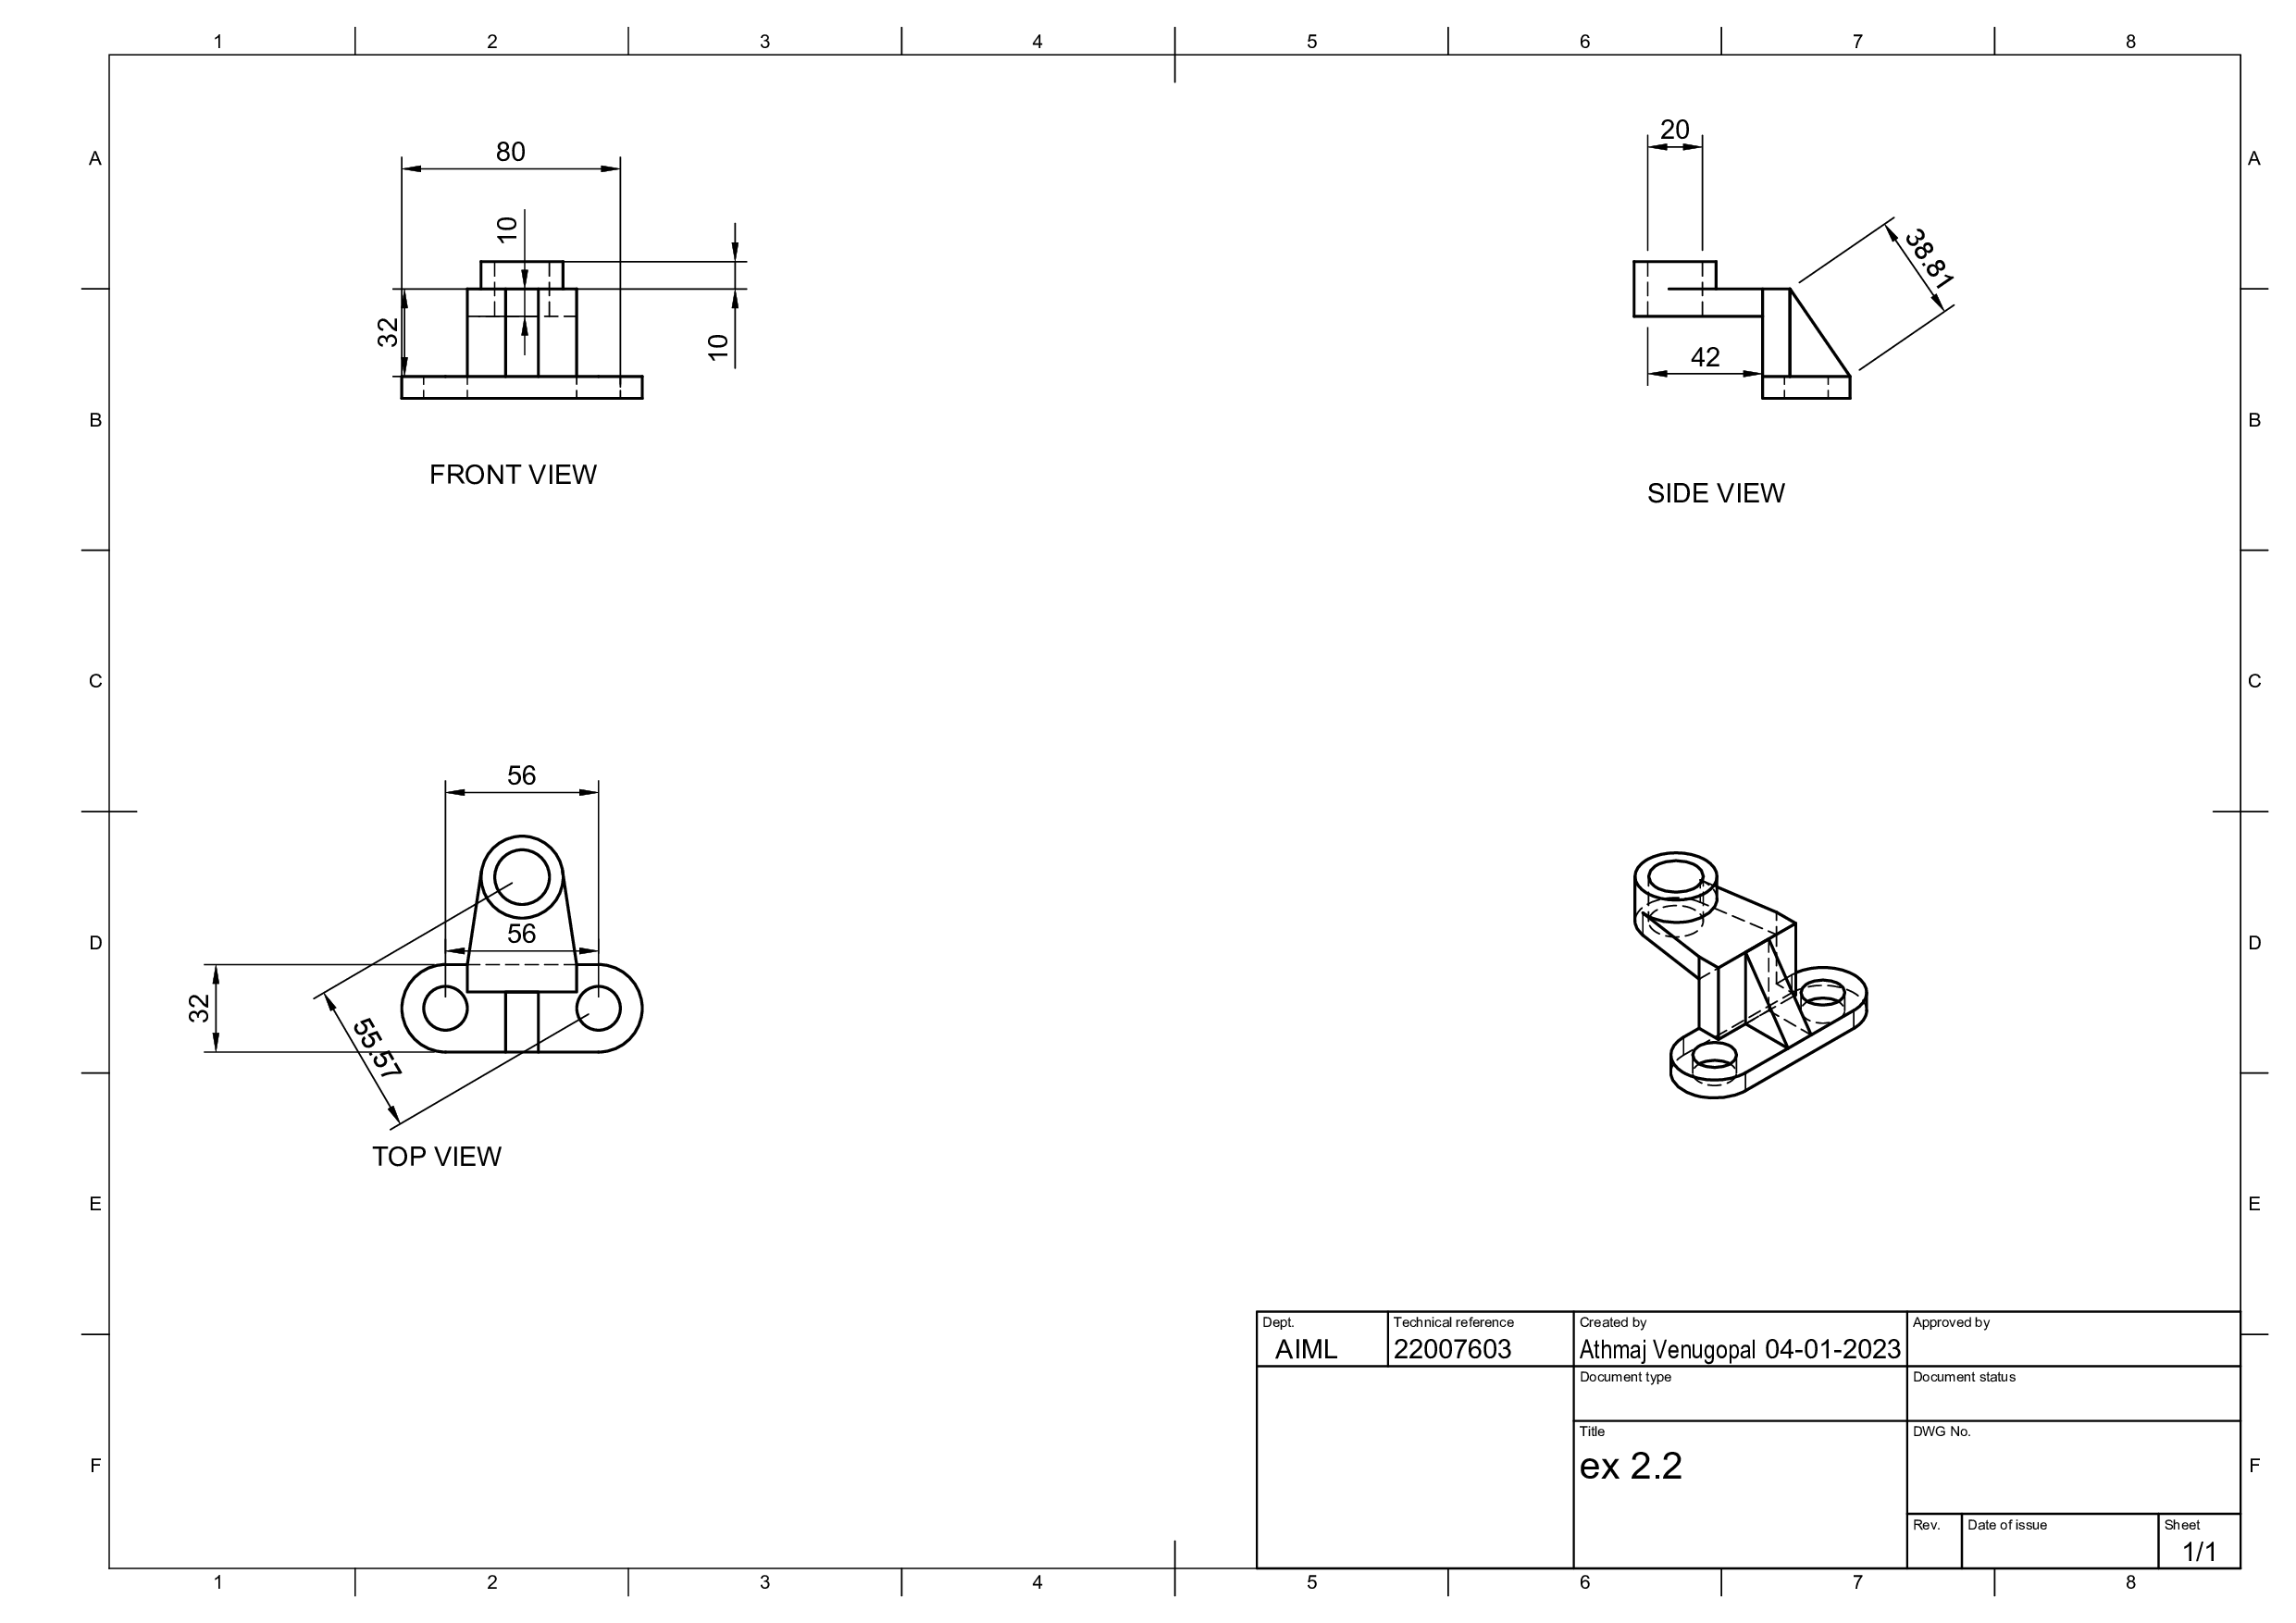 1 2 3 4 5 6 7 8
A A
80
20
10
38.81
32
10
42
B B
FRONT VIEW
SIDE VIEW
C C
56
56
D D
32
55.57
TOP VIEW
E E
Dept. Technical reference Created by Approved by
AIML 22007603 Athmaj Venugopal 04-01-2023
Document type Document status
Title DWG No.
ex 2.2
F F
Rev. Date of issue Sheet
1/1
1 2 3 4 5 6 7 8